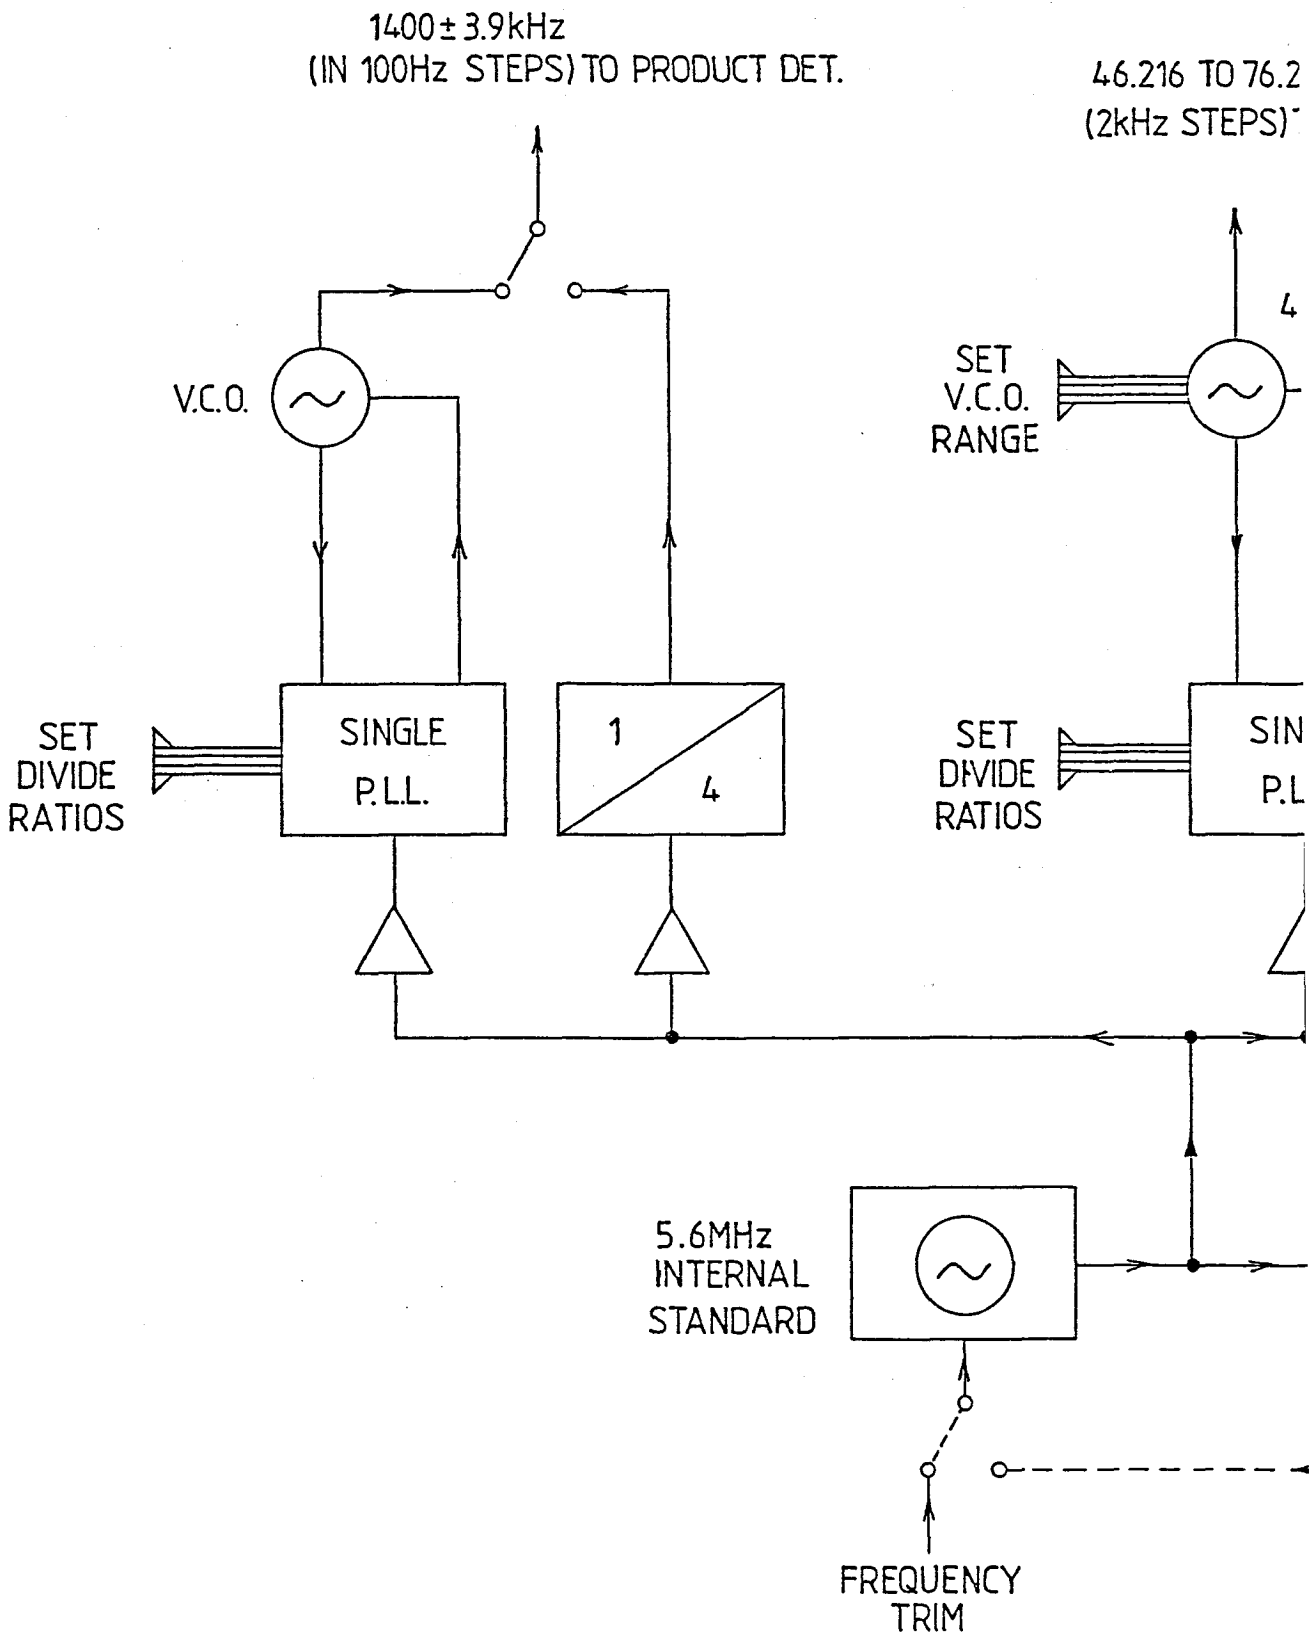 1400±3.9kHz
(IN 100Hz STEPS) TO PRODUCT DET.
46.216 TO 76.2
(2kHz STEPS)
4
V.C.O.
SET
V.C.O.
RANGE
SET
DIVIDE
RATIOS
SINGLE
P.L.L.
1
4
SET
DIVIDE
RATIOS
SIN
P.L
5.6MHz
INTERNAL
STANDARD
FREQUENCY
TRIM